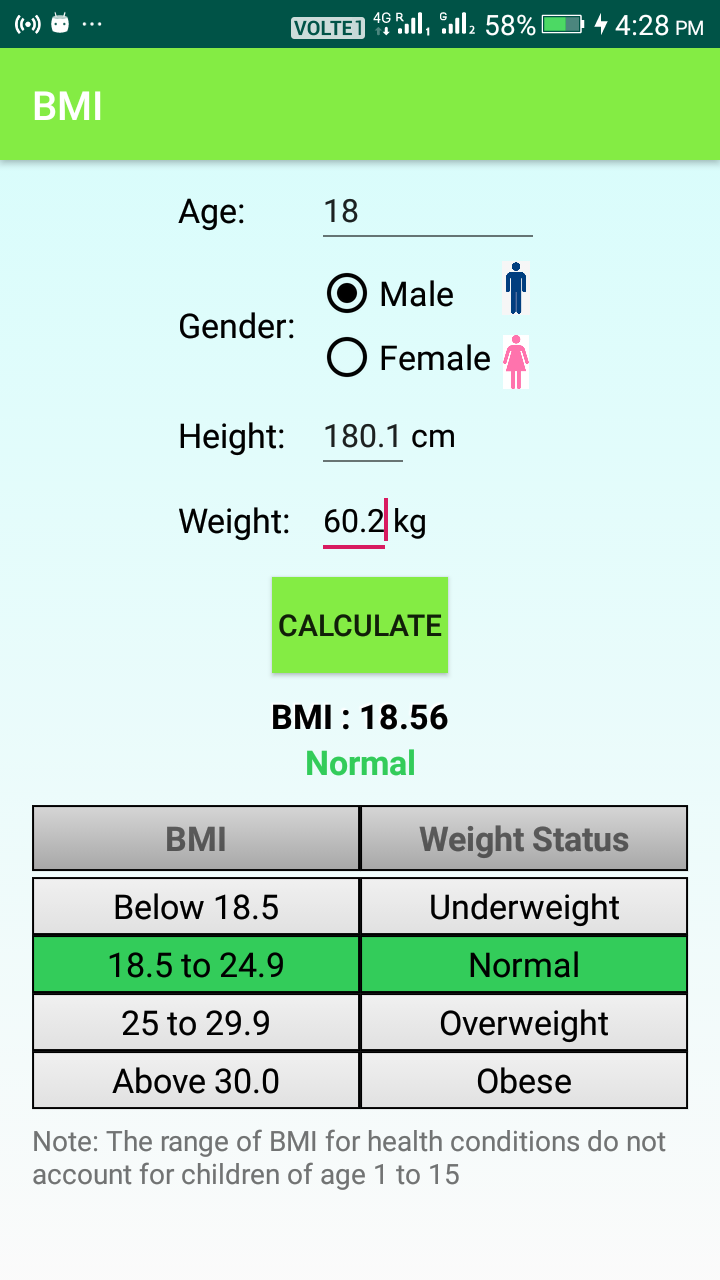 VOLTE1 4G R 1 G 2 58% 4:28 PM
BMI
Age: 18
Male
Gender:
Female
Height: 180.1 cm
Weight: 60.2 kg
CALCULATE
BMI : 18.56
Normal
BMI Weight Status
Below 18.5 Underweight
18.5 to 24.9 Normal
25 to 29.9 Overweight
Above 30.0 Obese
Note: The range of BMI for health conditions do not
account for children of age 1 to 15